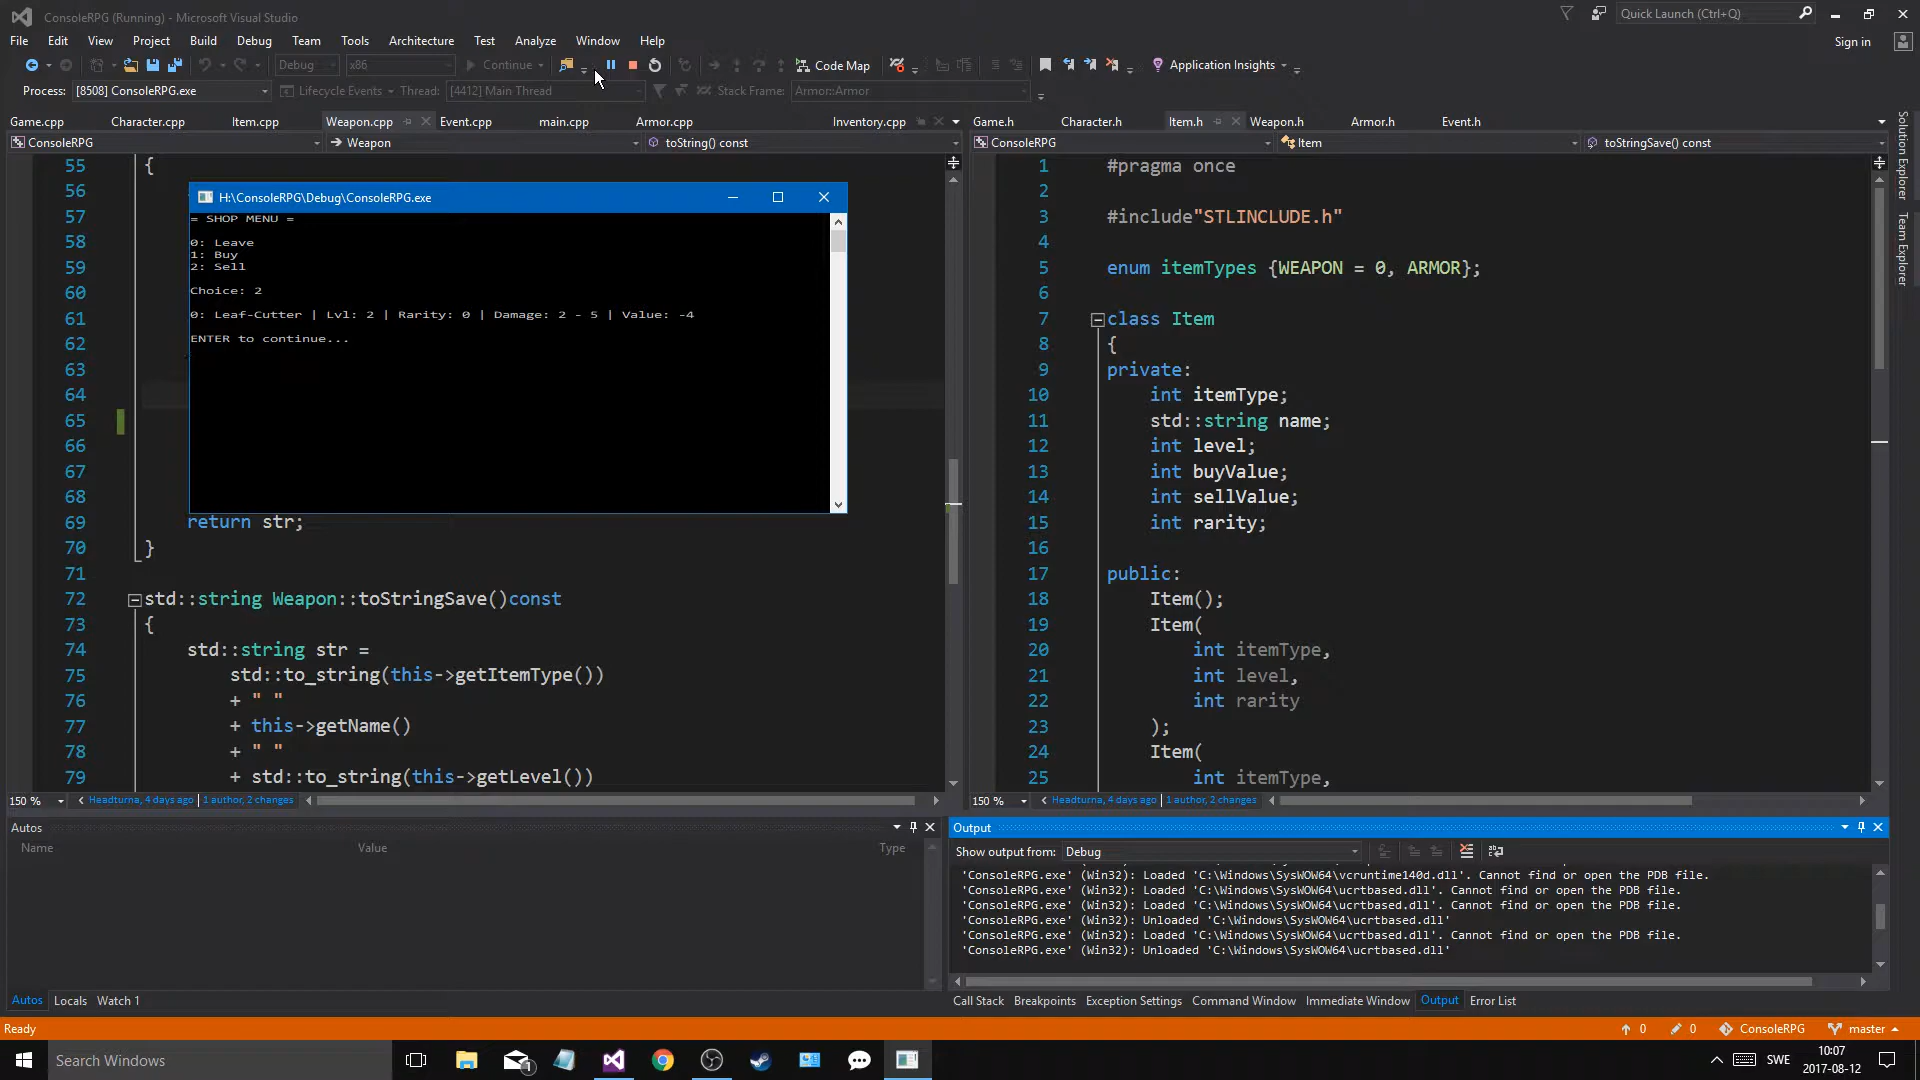 ConsoleRPG (Running) - Microsoft Visual Studio
Quick Launch (Ctrl+Q)
File Edit View Project Build Debug Team Tools Architecture Test Analyze Window Help
Sign in
Debug x86 Continue Code Map Application Insights
Process: [8508] ConsoleRPG.exe Lifecycle Events Thread: [4412] Main Thread Stack Frame: Armor::Armor
Game.cpp Character.cpp Item.cpp Weapon.cpp Event.cpp main.cpp Armor.cpp Inventory.cpp
ConsoleRPG Weapon toString() const
55 {
56
57
58
59
60
61
62
63
64
65
66
67
68
69 return str;
70 }
71
72 std::string Weapon::toStringSave()const
73 {
74 std::string str =
75 std::to_string(this->getItemType())
76 + " "
77 + this->getName()
78 + " "
79 + std::to_string(this->getLevel())
150 % Headturna, 4 days ago | 1 author, 2 changes
H:\ConsoleRPG\Debug\ConsoleRPG.exe
= SHOP MENU =
0: Leave
1: Buy
2: Sell
Choice: 2
0: Leaf-Cutter | Lvl: 2 | Rarity: 0 | Damage: 2 - 5 | Value: -4
ENTER to continue...
Game.h Character.h Item.h Weapon.h Armor.h Event.h
ConsoleRPG Item toStringSave() const
1 #pragma once
2
3 #include"STLINCLUDE.h"
4
5 enum itemTypes {WEAPON = 0, ARMOR};
6
7 class Item
8 {
9 private:
10 int itemType;
11 std::string name;
12 int level;
13 int buyValue;
14 int sellValue;
15 int rarity;
16
17 public:
18 Item();
19 Item(
20 int itemType,
21 int level,
22 int rarity
23 );
24 Item(
25 int itemType,
150 % Headturna, 4 days ago | 1 author, 2 changes
Solution Explorer
Team Explorer
Autos
Name Value Type
Autos Locals Watch 1
Output
Show output from: Debug
'ConsoleRPG.exe' (Win32): Loaded 'C:\Windows\SysWOW64\vcruntime140d.dll'. Cannot find or open the PDB file.
'ConsoleRPG.exe' (Win32): Loaded 'C:\Windows\SysWOW64\ucrtbased.dll'. Cannot find or open the PDB file.
'ConsoleRPG.exe' (Win32): Loaded 'C:\Windows\SysWOW64\ucrtbased.dll'. Cannot find or open the PDB file.
'ConsoleRPG.exe' (Win32): Unloaded 'C:\Windows\SysWOW64\ucrtbased.dll'
'ConsoleRPG.exe' (Win32): Loaded 'C:\Windows\SysWOW64\ucrtbased.dll'. Cannot find or open the PDB file.
'ConsoleRPG.exe' (Win32): Unloaded 'C:\Windows\SysWOW64\ucrtbased.dll'
Call Stack Breakpoints Exception Settings Command Window Immediate Window Output Error List
Ready 0 0 ConsoleRPG master
Search Windows
1
SWE
10:07
2017-08-12